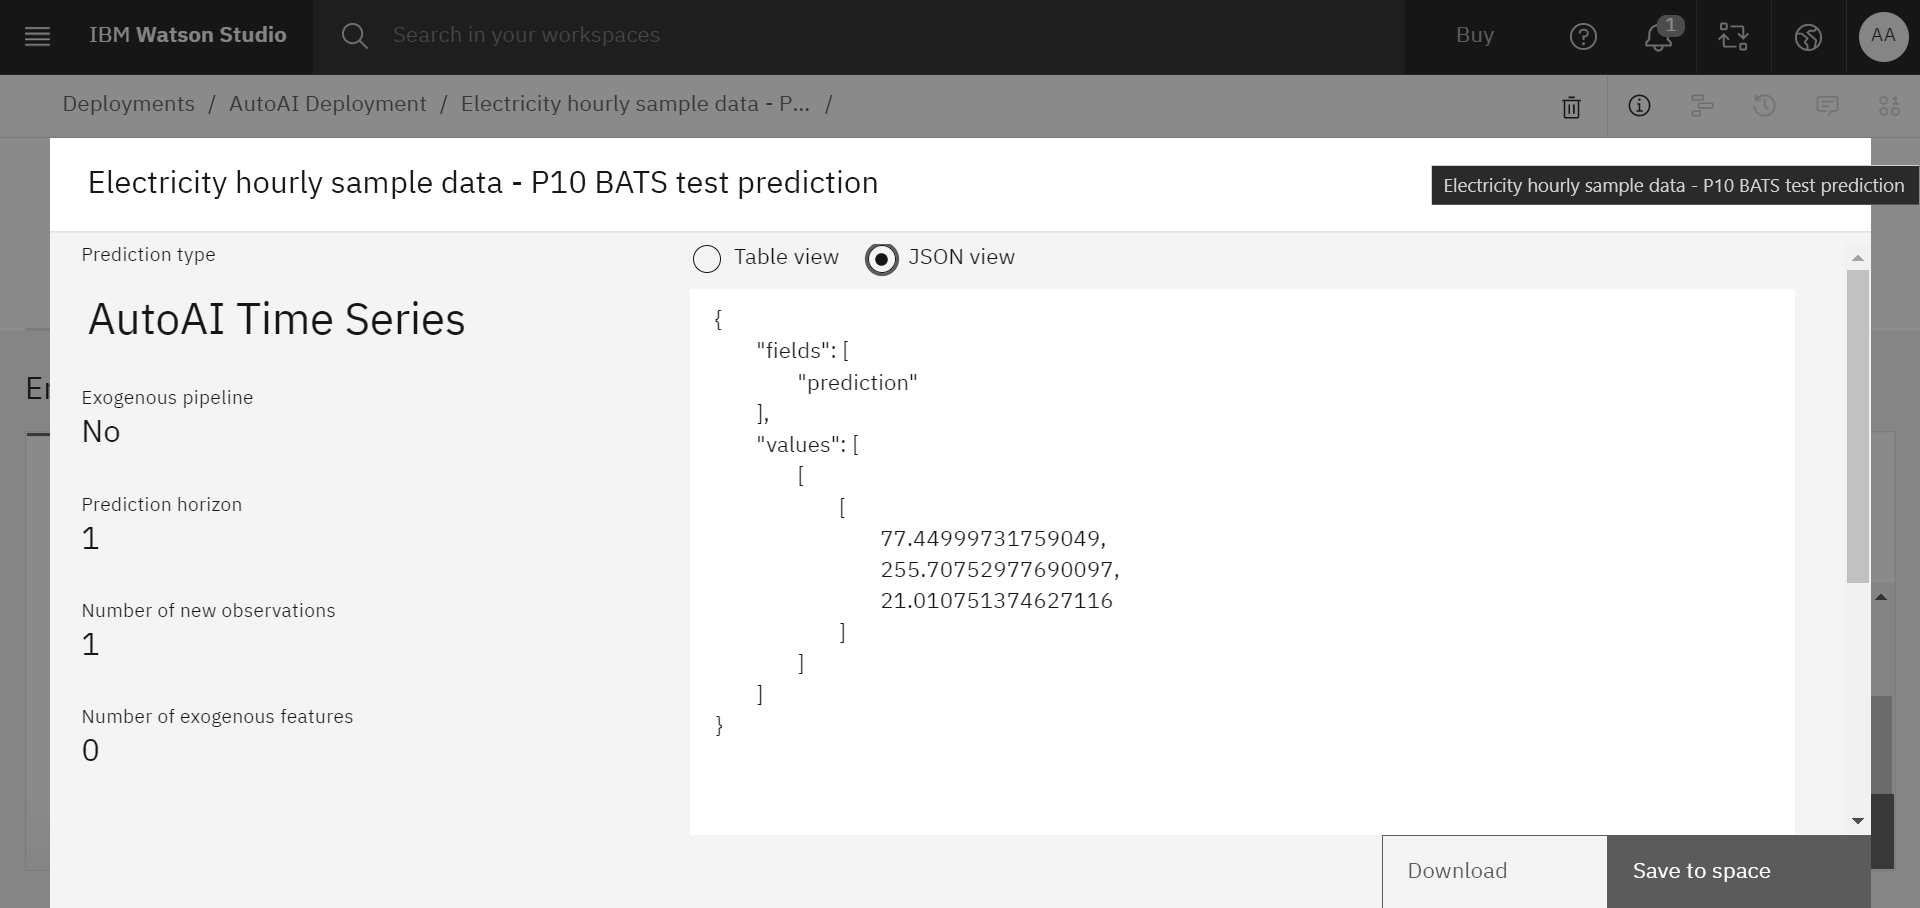 IBM Watson Studio
Search in your workspaces
Buy
1
AA
Deployments / AutoAI Deployment / Electricity hourly sample data - P... /
Electricity hourly sample data - P10 BATS test prediction
Electricity hourly sample data - P10 BATS test prediction
Prediction type
AutoAI Time Series
Exogenous pipeline
No
Prediction horizon
1
Number of new observations
1
Number of exogenous features
0
Table view
JSON view
{
"fields": [
"prediction"
],
"values": [
[
[
77.44999731759049,
255.70752977690097,
21.010751374627116
]
]
]
}
Download
Save to space